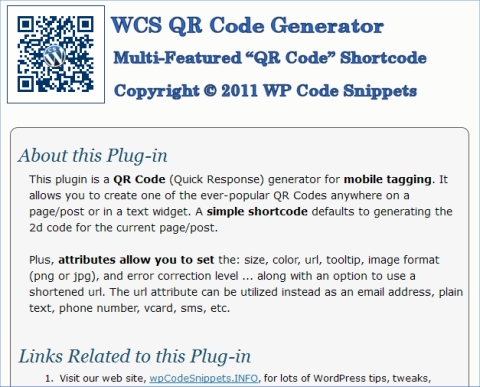 WCS QR Code Generator
Multi-Featured “QR Code” Shortcode
Copyright © 2011 WP Code Snippets
About this Plug-in
This plugin is a QR Code (Quick Response) generator for mobile tagging. It
allows you to create one of the ever-popular QR Codes anywhere on a
page/post or in a text widget. A simple shortcode defaults to generating the
2d code for the current page/post.
Plus, attributes allow you to set the: size, color, url, tooltip, image format
(png or jpg), and error correction level ... along with an option to use a
shortened url. The url attribute can be utilized instead as an email address, plain
text, phone number, vcard, sms, etc.
Links Related to this Plug-in
1. Visit our web site, wpCodeSnippets.INFO, for lots of WordPress tips, tweaks,